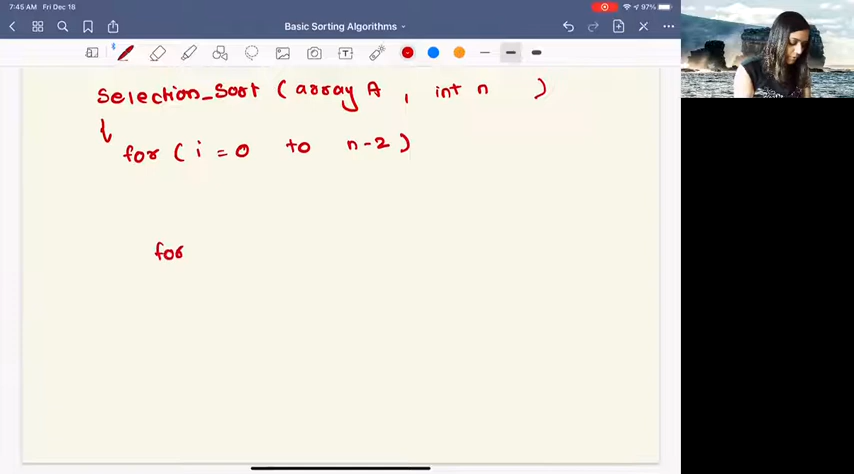 7:45 AM Fri Dec 18
97%
Basic Sorting Algorithms
Selection_Sort (array A, int n )
{
for ( i = 0 to n-2 )
for